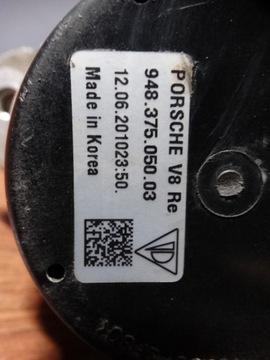 PORSCHE V8 Re
948.375.050.03
12.06.201023:50.
Made in Korea